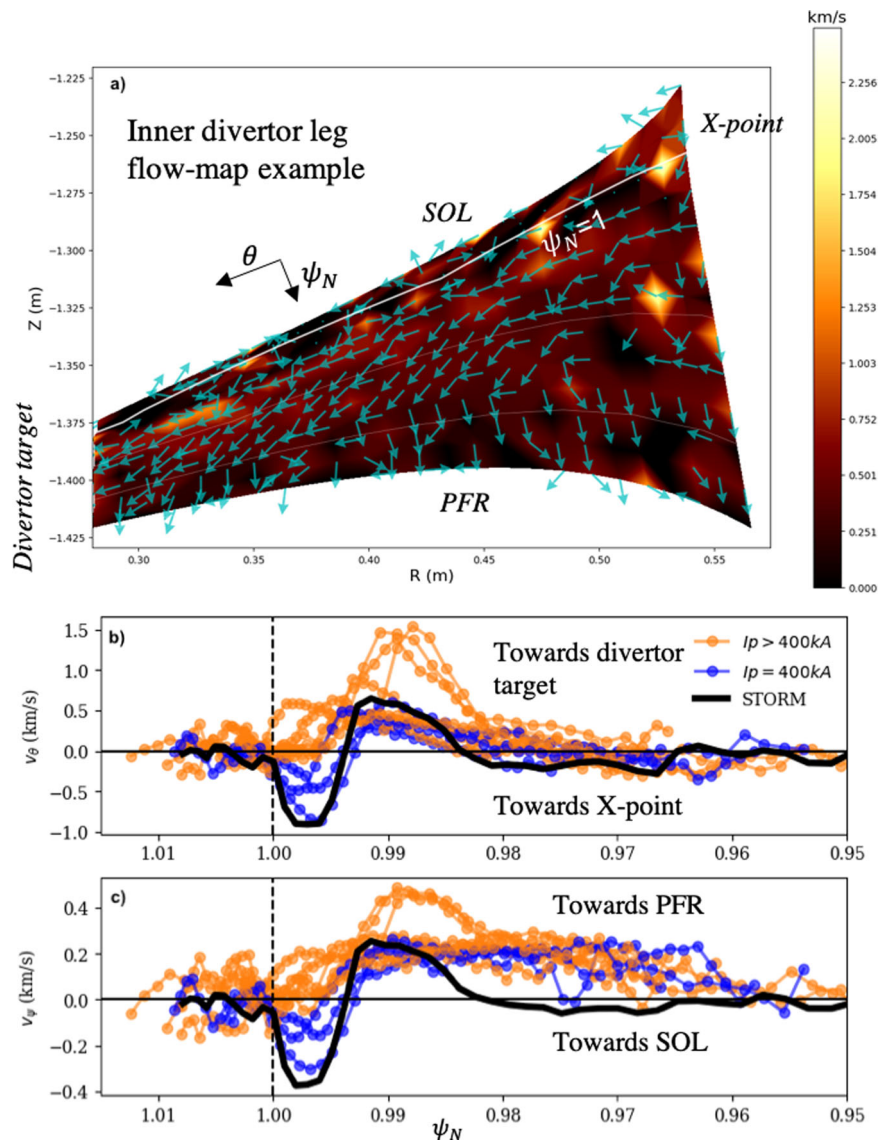 km/s
a)
Inner divertor leg
flow-map example
X-point
SOL
ψN=1
θ
ψN
Divertor target
PFR
Z (m)
−1.225
−1.250
−1.275
−1.300
−1.325
−1.350
−1.375
−1.400
−1.425
0.30
0.35
0.40
0.45
0.50
0.55
R (m)
2.256
2.005
1.754
1.504
1.253
1.003
0.752
0.501
0.251
0.000
b)
Towards divertor
target
Ip > 400kA
Ip = 400kA
STORM
Towards X-point
vθ (km/s)
1.5
1.0
0.5
0.0
−0.5
−1.0
1.01
1.00
0.99
0.98
0.97
0.96
0.95
c)
Towards PFR
Towards SOL
vψ (km/s)
0.4
0.2
0.0
−0.2
−0.4
1.01
1.00
0.99
0.98
0.97
0.96
0.95
ψN